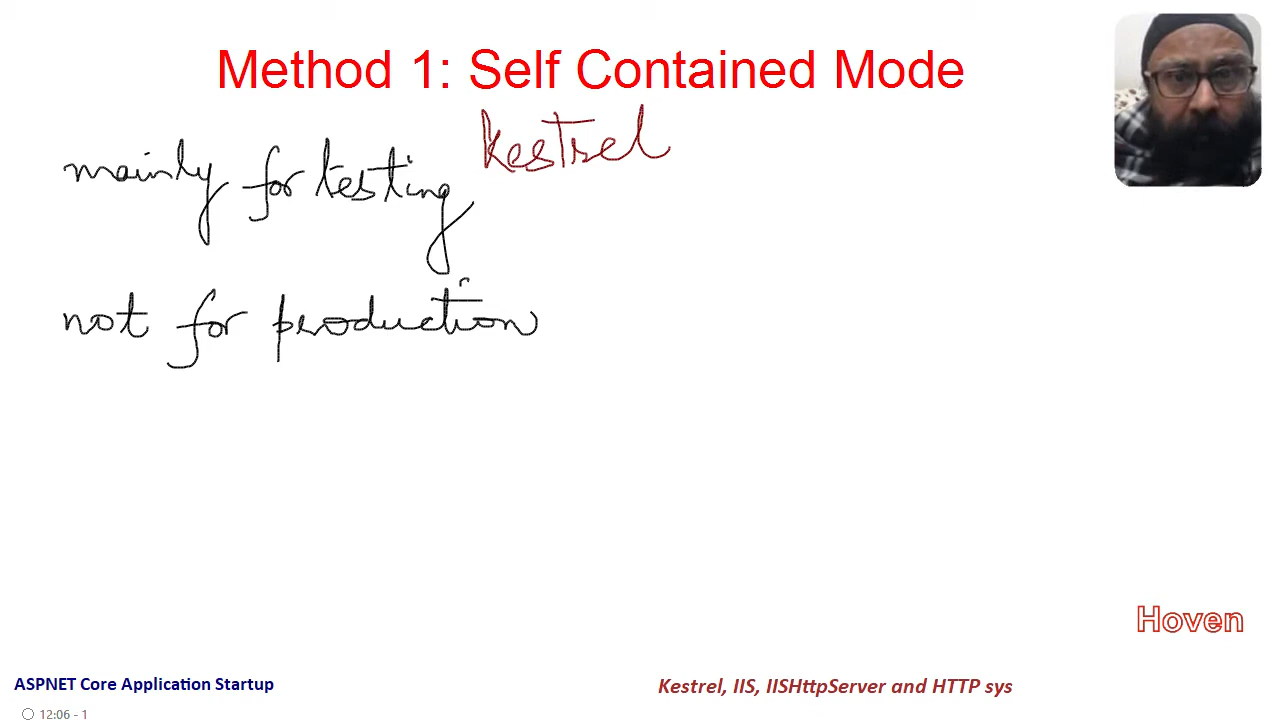 Method 1: Self Contained Mode
Kestrel
mainly for testing
not for production
Hoven
ASPNET Core Application Startup
Kestrel, IIS, IISHttpServer and HTTP sys
12:06 - 1